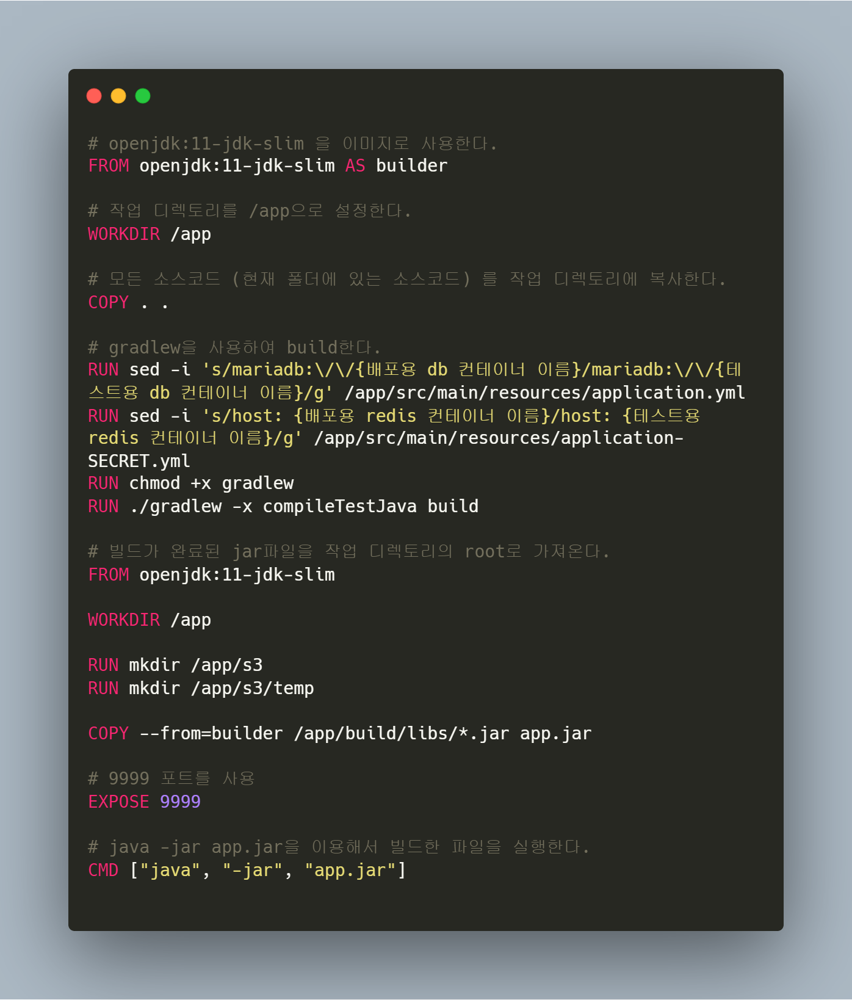 # openjdk:11-jdk-slim 을 이미지로 사용한다.
FROM openjdk:11-jdk-slim AS builder
# 작업 디렉토리를 /app으로 설정한다.
WORKDIR /app
# 모든 소스코드 (현재 폴더에 있는 소스코드) 를 작업 디렉토리에 복사한다.
COPY . .
# gradlew을 사용하여 build한다.
RUN sed -i 's/mariadb:\/\/{배포용 db 컨테이너 이름}/mariadb:\/\/{테
스트용 db 컨테이너 이름}/g' /app/src/main/resources/application.yml
RUN sed -i 's/host: {배포용 redis 컨테이너 이름}/host: {테스트용
redis 컨테이너 이름}/g' /app/src/main/resources/application-
SECRET.yml
RUN chmod +x gradlew
RUN ./gradlew -x compileTestJava build
# 빌드가 완료된 jar파일을 작업 디렉토리의 root로 가져온다.
FROM openjdk:11-jdk-slim
WORKDIR /app
RUN mkdir /app/s3
RUN mkdir /app/s3/temp
COPY --from=builder /app/build/libs/*.jar app.jar
# 9999 포트를 사용
EXPOSE 9999
# java -jar app.jar을 이용해서 빌드한 파일을 실행한다.
CMD ["java", "-jar", "app.jar"]